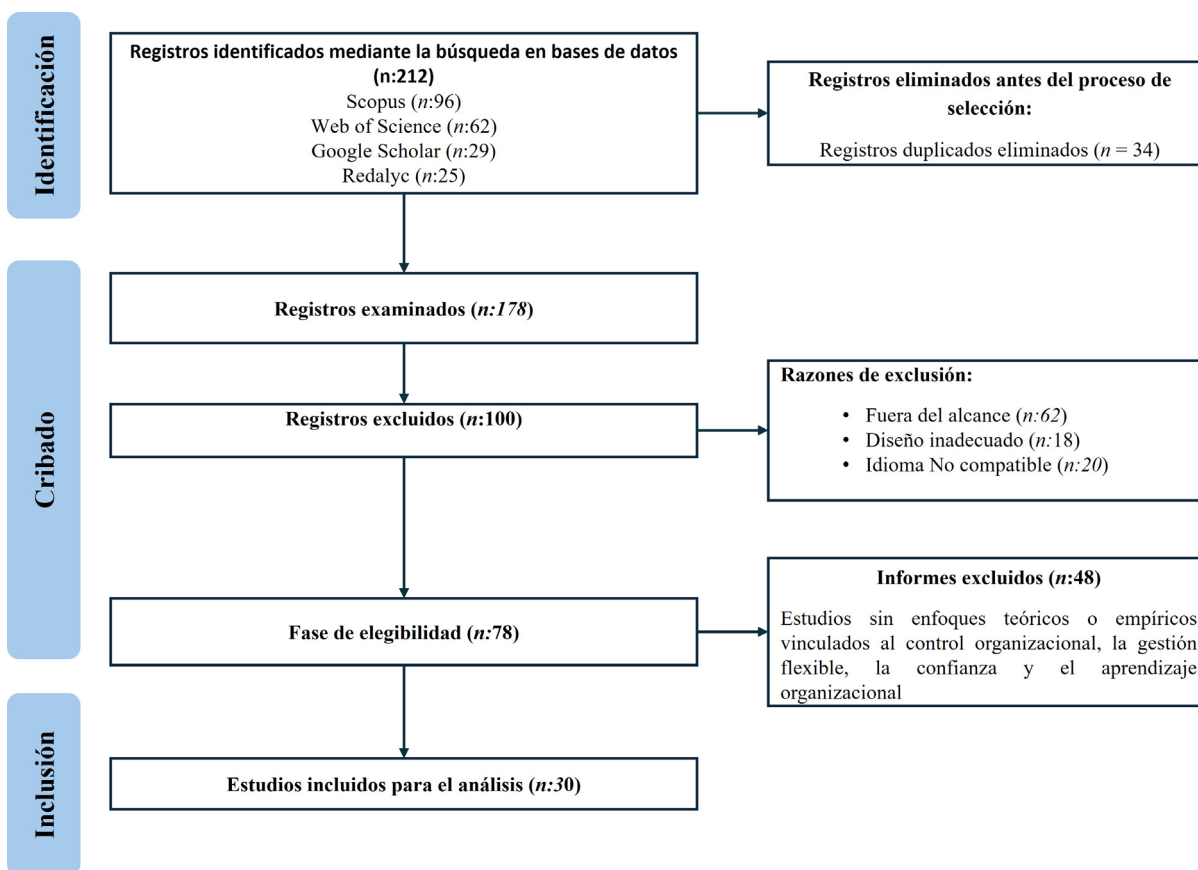 Identificación
Registros identificados mediante la búsqueda en bases de datos
(n:212)
Scopus (n:96)
Web of Science (n:62)
Google Scholar (n:29)
Redalyc (n:25)
Registros eliminados antes del proceso de
selección:
Registros duplicados eliminados (n = 34)
Cribado
Registros examinados (n:178)
Registros excluidos (n:100)
Razones de exclusión:
• Fuera del alcance (n:62)
• Diseño inadecuado (n:18)
• Idioma No compatible (n:20)
Fase de elegibilidad (n:78)
Informes excluidos (n:48)
Estudios sin enfoques teóricos o empíricos
vinculados al control organizacional, la gestión
flexible, la confianza y el aprendizaje
organizacional
Inclusión
Estudios incluidos para el análisis (n:30)